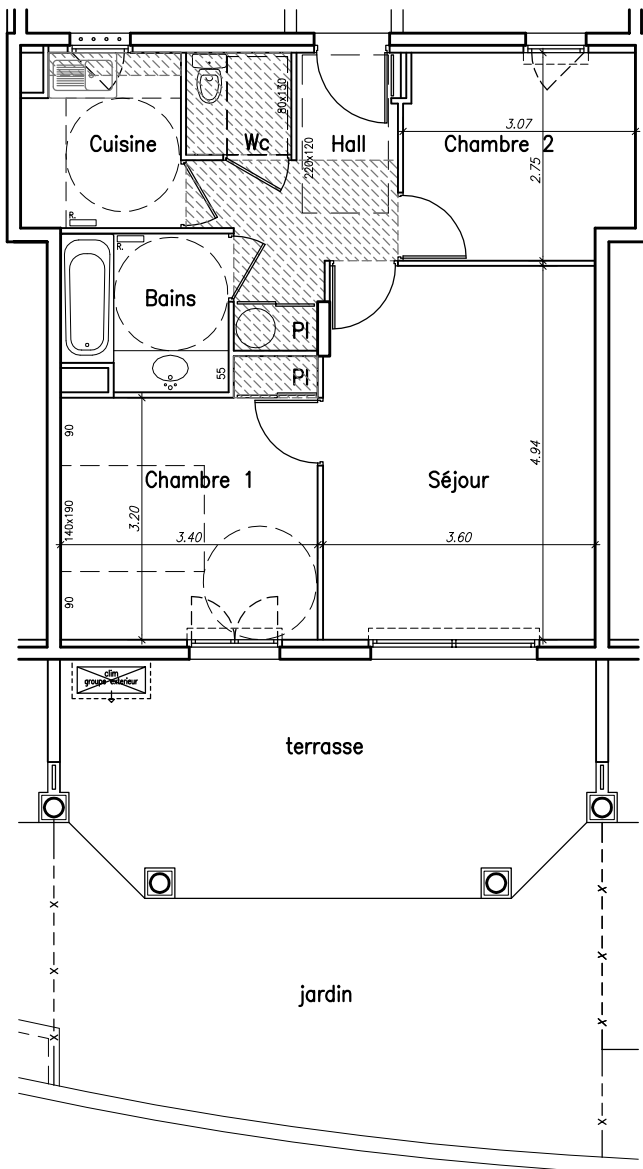 3.07
Cuisine
Wc
80x130
Hall
220x120
Chambre 2
2.75
R.
R.
Bains
Pl
55
Pl
90
Chambre 1
Séjour
4.94
140x190
3.20
3.40
3.60
90
clim
groupe extérieur
terrasse
x
x
x
x
jardin
x
x
x